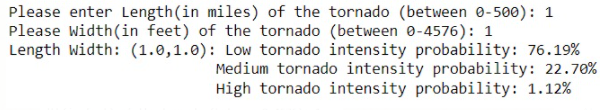 Please enter Length(in miles) of the tornado (between 0-500): 1
Please Width(in feet) of the tornado (between 0-4576): 1
Length Width: (1.0,1.0): Low tornado intensity probability: 76.19%
Medium tornado intensity probability: 22.70%
High tornado intensity probability: 1.12%